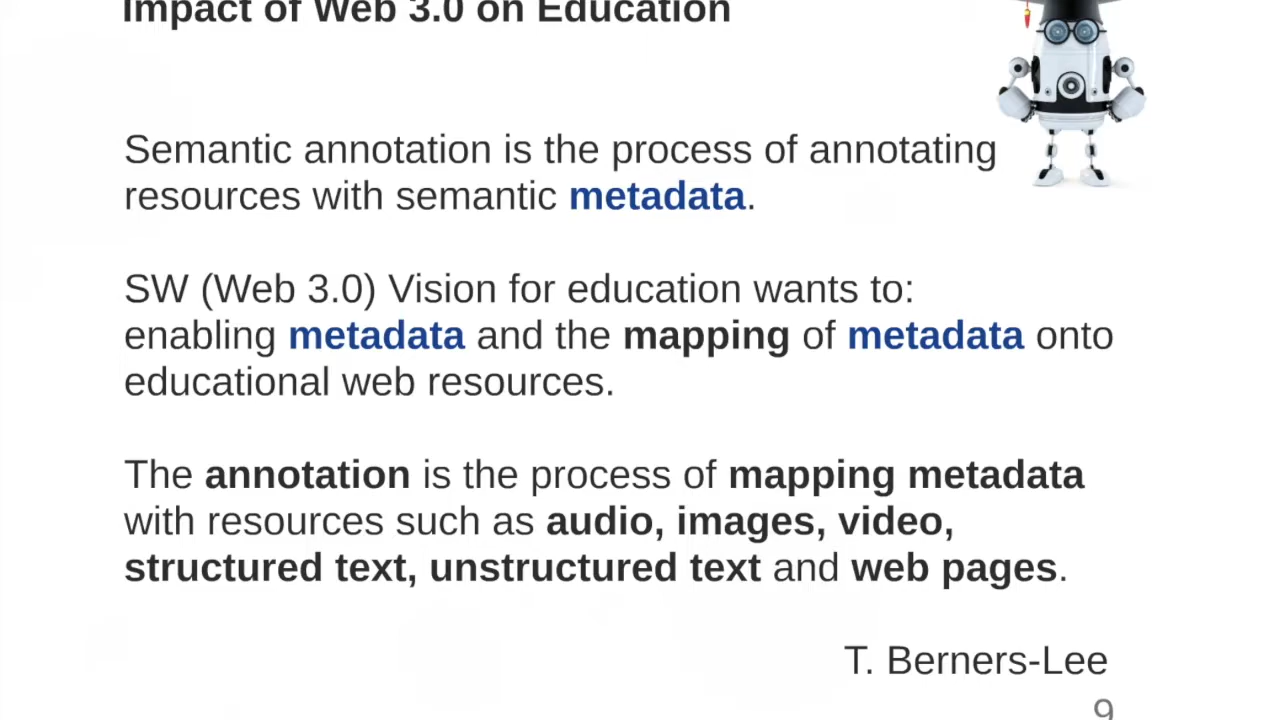 Impact of Web 3.0 on Education
Semantic annotation is the process of annotating
resources with semantic metadata.
SW (Web 3.0) Vision for education wants to:
enabling metadata and the mapping of metadata onto
educational web resources.
The annotation is the process of mapping metadata
with resources such as audio, images, video,
structured text, unstructured text and web pages.
T. Berners-Lee
9